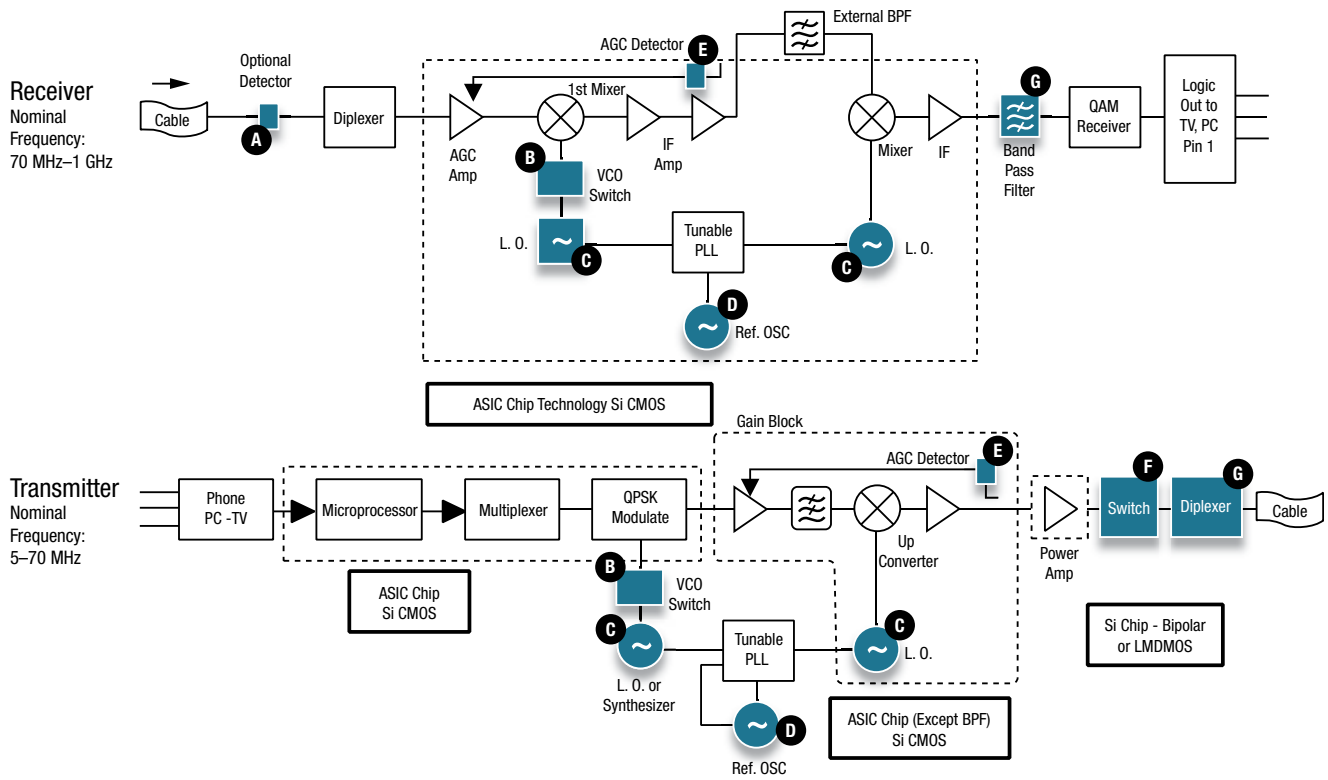 External BPF
AGC Detector
E
Optional
Detector
Receiver
Nominal
Frequency:
70 MHz–1 GHz
Cable
A
Diplexer
AGC
Amp
1st Mixer
IF
Amp
Mixer
IF
G
Band
Pass
Filter
QAM
Receiver
Logic
Out to
TV, PC
Pin 1
B
VCO
Switch
L. O.
~
C
Tunable
PLL
~
C
L. O.
D
~
Ref. OSC
ASIC Chip Technology Si CMOS
Gain Block
AGC Detector
E
Transmitter
Nominal
Frequency:
5–70 MHz
Phone
PC -TV
Microprocessor
Multiplexer
QPSK
Modulate
Up
Converter
Power
Amp
F
Switch
G
Diplexer
Cable
ASIC Chip
Si CMOS
B
VCO
Switch
C
~
L. O. or
Synthesizer
Tunable
PLL
C
~
L. O.
Si Chip - Bipolar
or LMDMOS
~
D
Ref. OSC
ASIC Chip (Except BPF)
Si CMOS